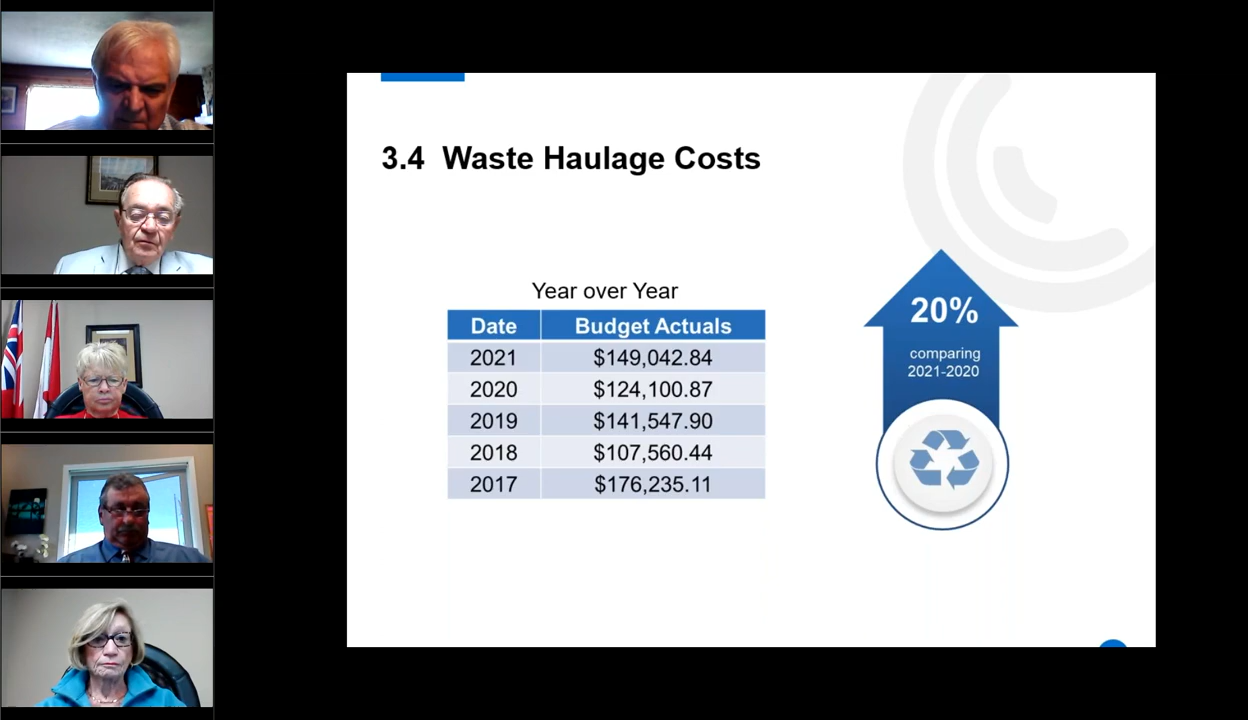 3.4 Waste Haulage Costs
Year over Year
Date Budget Actuals
2021 $149,042.84
2020 $124,100.87
2019 $141,547.90
2018 $107,560.44
2017 $176,235.11
20%
comparing
2021-2020